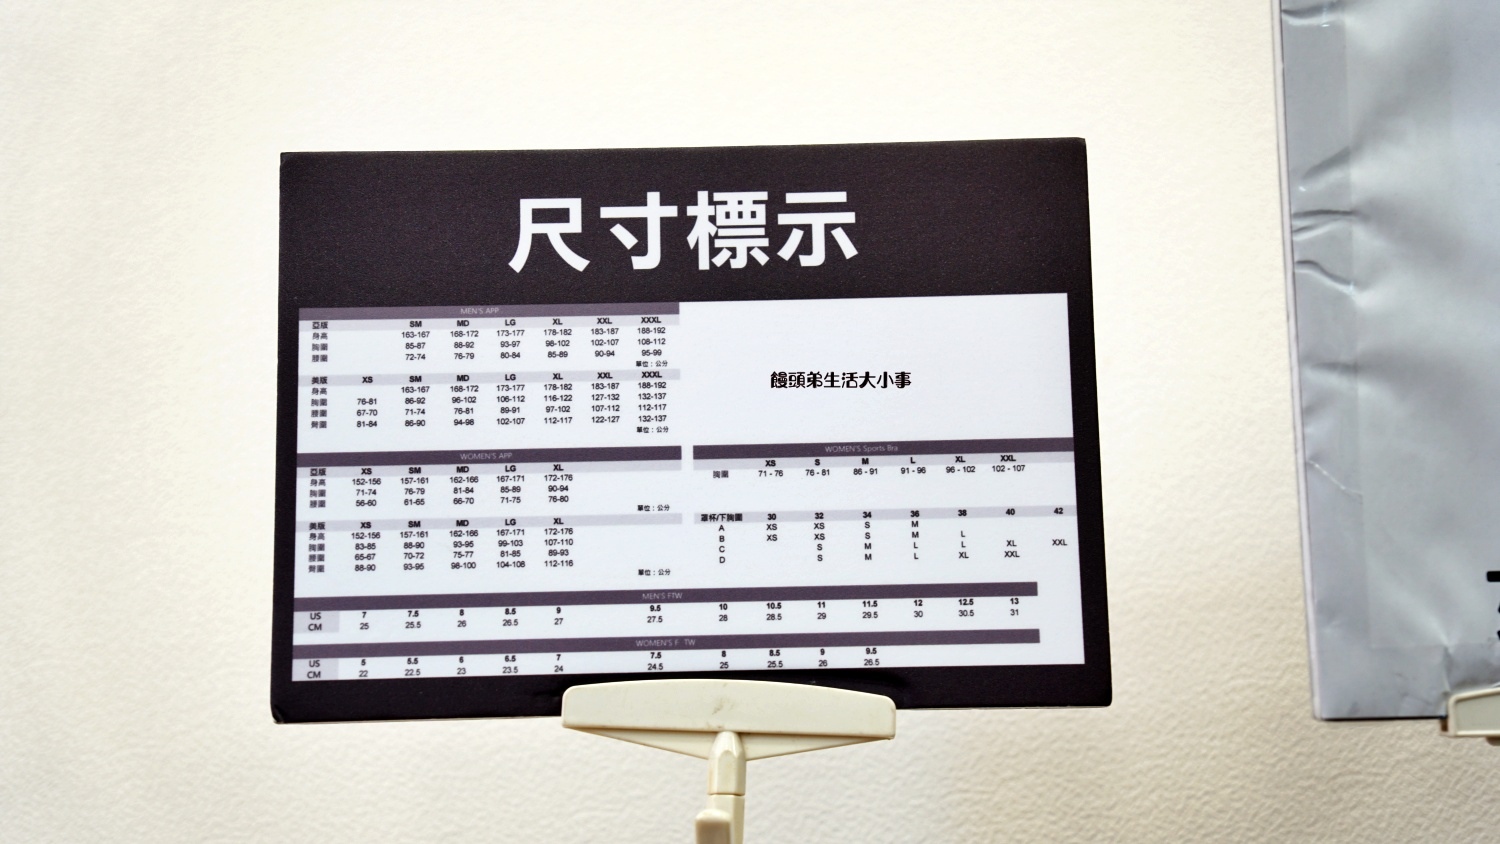 尺寸標示
MEN'S APP
亞版 SM MD LG XL XXL XXXL
身高 163-167 168-172 173-177 178-182 183-187 188-192
胸圍 85-87 88-92 93-97 98-102 102-107 108-112
腰圍 72-74 76-79 80-84 85-89 90-94 95-99
單位：公分
美版 XS SM MD LG XL XXL XXXL
身高 163-167 168-172 173-177 178-182 183-187 188-192
胸圍 76-81 86-92 96-102 106-112 116-122 127-132 132-137
腰圍 67-70 71-74 76-81 89-91 97-102 107-112 112-117
臀圍 81-84 86-90 94-98 102-107 112-117 122-127 132-137
單位：公分
饅頭弟生活大小事
WOMEN'S APP
亞版 XS SM MD LG XL
身高 152-156 157-161 162-166 167-171 172-176
胸圍 71-74 76-79 81-84 85-89 90-94
腰圍 56-60 61-65 66-70 71-75 76-80
單位：公分
美版 XS SM MD LG XL
身高 152-156 157-161 162-166 167-171 172-176
胸圍 83-85 88-90 93-95 99-103 107-110
腰圍 65-67 70-72 75-77 81-85 89-93
臀圍 88-90 93-95 98-100 104-108 112-116
單位：公分
WOMEN'S Sports Bra
XS S M L XL XXL
胸圍 71 - 76 76 - 81 86 - 91 91 - 96 96 - 102 102 - 107
罩杯/下胸圍 30 32 34 36 38 40 42
A XS XS S M
B XS XS S M L
C S M L L XL XXL
D S M L XL XXL
MEN'S FTW
US 7 7.5 8 8.5 9 9.5 10 10.5 11 11.5 12 12.5 13
CM 25 25.5 26 26.5 27 27.5 28 28.5 29 29.5 30 30.5 31
WOMEN'S F TW
US 5 5.5 6 6.5 7 7.5 8 8.5 9 9.5
CM 22 22.5 23 23.5 24 24.5 25 25.5 26 26.5